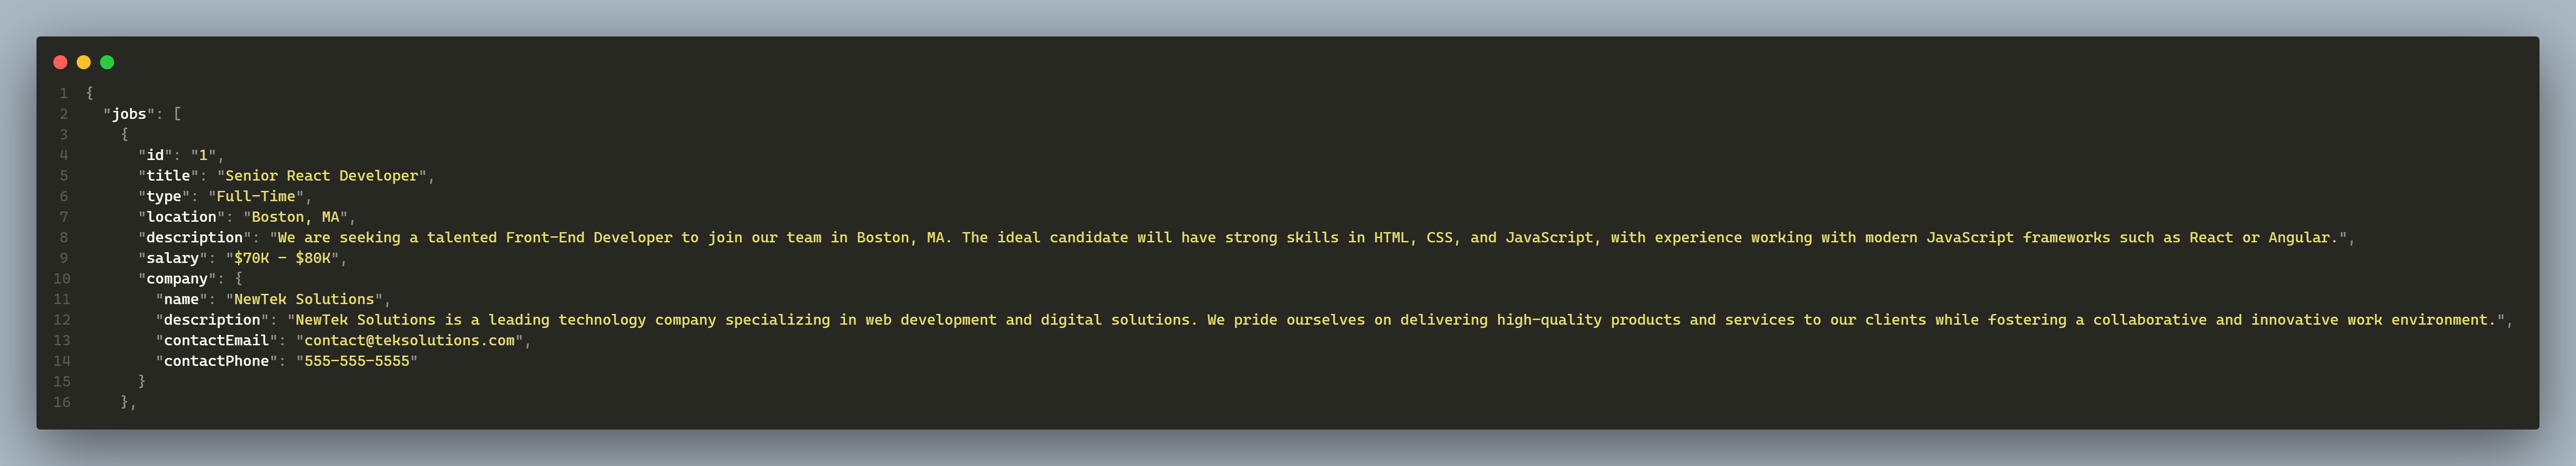 1 {
2   "jobs": [
3     {
4       "id": "1",
5       "title": "Senior React Developer",
6       "type": "Full-Time",
7       "location": "Boston, MA",
8       "description": "We are seeking a talented Front-End Developer to join our team in Boston, MA. The ideal candidate will have strong skills in HTML, CSS, and JavaScript, with experience working with modern JavaScript frameworks such as React or Angular.",
9       "salary": "$70K - $80K",
10       "company": {
11         "name": "NewTek Solutions",
12         "description": "NewTek Solutions is a leading technology company specializing in web development and digital solutions. We pride ourselves on delivering high-quality products and services to our clients while fostering a collaborative and innovative work environment.",
13         "contactEmail": "contact@teksolutions.com",
14         "contactPhone": "555-555-5555"
15       }
16     },